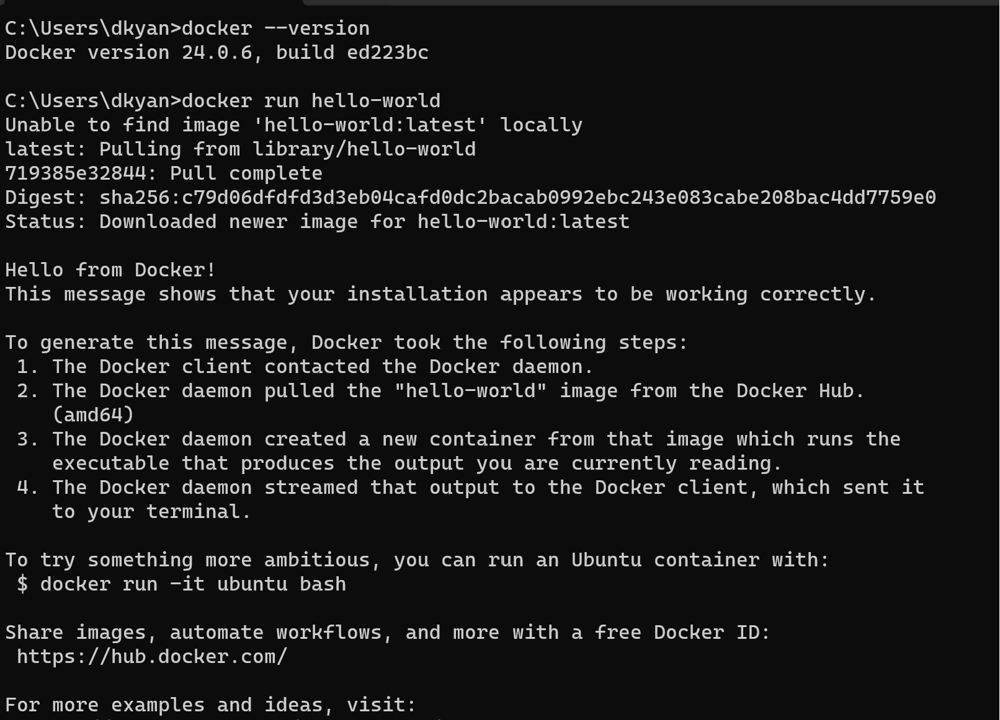 C:\Users\dkyan>docker --version
Docker version 24.0.6, build ed223bc
C:\Users\dkyan>docker run hello-world
Unable to find image 'hello-world:latest' locally
latest: Pulling from library/hello-world
719385e32844: Pull complete
Digest: sha256:c79d06dfdfd3d3eb04cafd0dc2bacab0992ebc243e083cabe208bac4dd7759e0
Status: Downloaded newer image for hello-world:latest
Hello from Docker!
This message shows that your installation appears to be working correctly.
To generate this message, Docker took the following steps:
 1. The Docker client contacted the Docker daemon.
 2. The Docker daemon pulled the "hello-world" image from the Docker Hub.
    (amd64)
 3. The Docker daemon created a new container from that image which runs the
    executable that produces the output you are currently reading.
 4. The Docker daemon streamed that output to the Docker client, which sent it
    to your terminal.
To try something more ambitious, you can run an Ubuntu container with:
 $ docker run -it ubuntu bash
Share images, automate workflows, and more with a free Docker ID:
 https://hub.docker.com/
For more examples and ideas, visit: